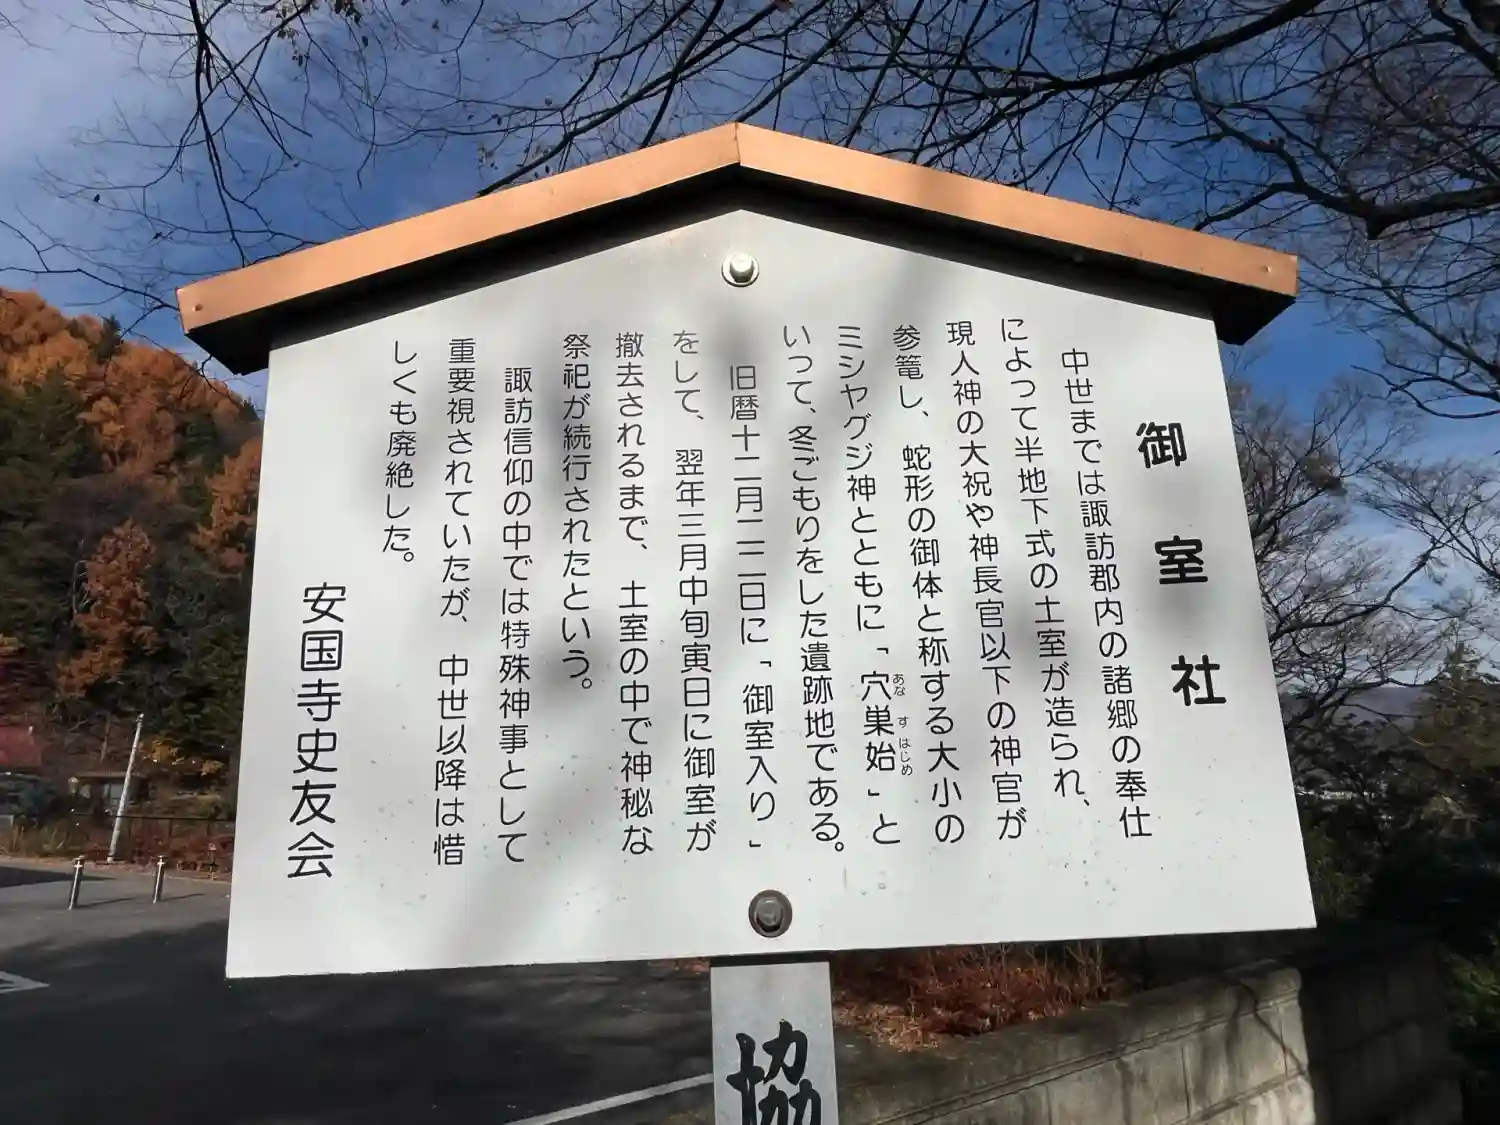 御室社
中世までは諏訪郡内の諸郷の奉仕
によって半地下式の土室が造られ、
現人神の大祝や神長官以下の神官が
参篭し、蛇形の御体と称する大小の
ミシャグジ神とともに「穴巣始」と
あなすはじめ
いって、冬ごもりをした遺跡地である。
旧暦十二月二二日に「御室入り」
をして、翌年三月中旬寅日に御室が
撤去されるまで、土室の中で神秘な
祭祀が続行されたという。
諏訪信仰の中では特殊神事として
重要視されていたが、中世以降は惜
しくも廃絶した。
安国寺史友会
協